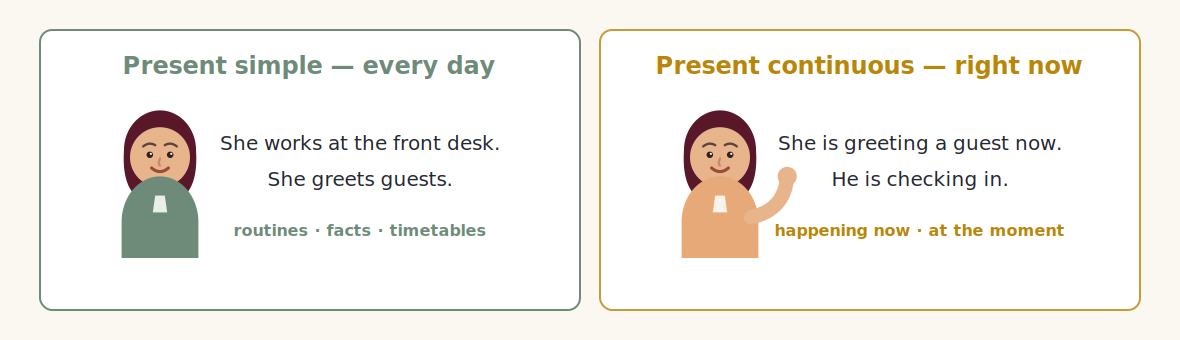 Present simple — every day
She works at the front desk.
She greets guests.
routines · facts · timetables
Present continuous — right now
She is greeting a guest now.
He is checking in.
happening now · at the moment